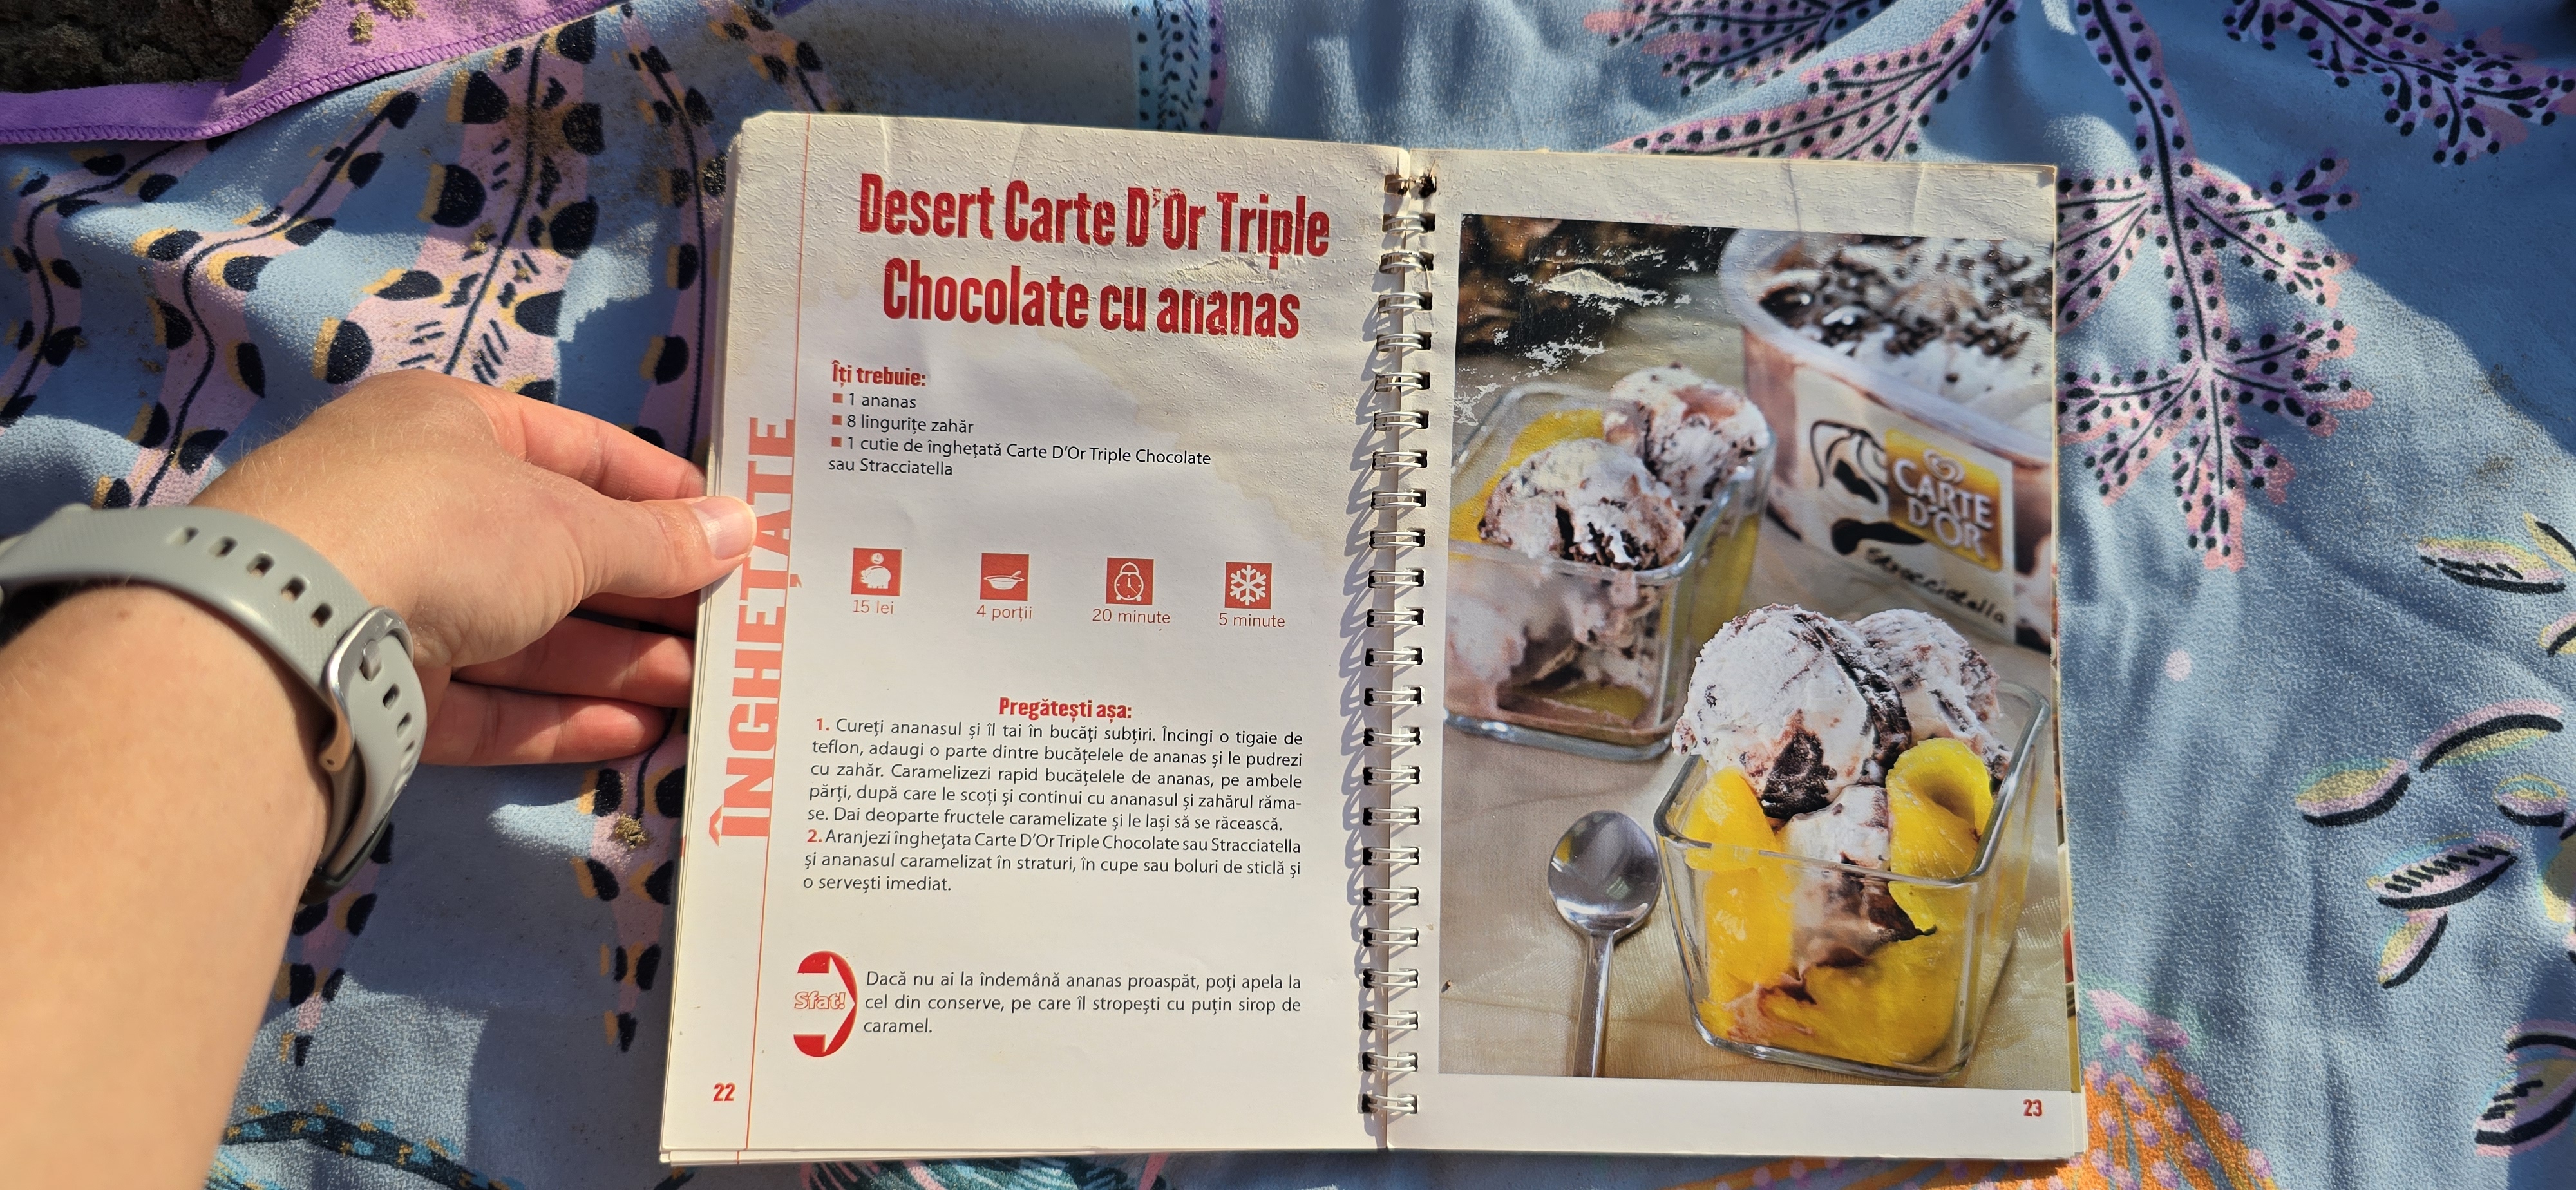 ÎNGHEȚATE
Desert Carte D'or Triple
Chocolate cu ananas
Îți trebuie:
■ 1 ananas
■ 8 lingurițe zahăr
■ 1 cutie de înghețată Carte D'Or Triple Chocolate
sau Stracciatella
15 lei
4 porții
20 minute
5 minute
Pregătești așa:
1. Cureți ananasul și îl tai în bucăți subțiri. Încingi o tigaie de
teflon, adaugi o parte dintre bucățelele de ananas și le pudrezi
cu zahăr. Caramelizezi rapid bucățelele de ananas, pe ambele
părți, după care le scoți și continui cu ananasul și zahărul răma-
se. Dai deoparte fructele caramelizate și le lași să se răcească.
2. Aranjezi înghețata Carte D'Or Triple Chocolate sau Stracciatella
și ananasul caramelizat în straturi, în cupe sau boluri de sticlă și
o servești imediat.
Sfat!
Dacă nu ai la îndemână ananas proaspăt, poți apela la
cel din conserve, pe care îl stropești cu puțin sirop de
caramel.
22
CARTE
D'OR
Stracciatella
23